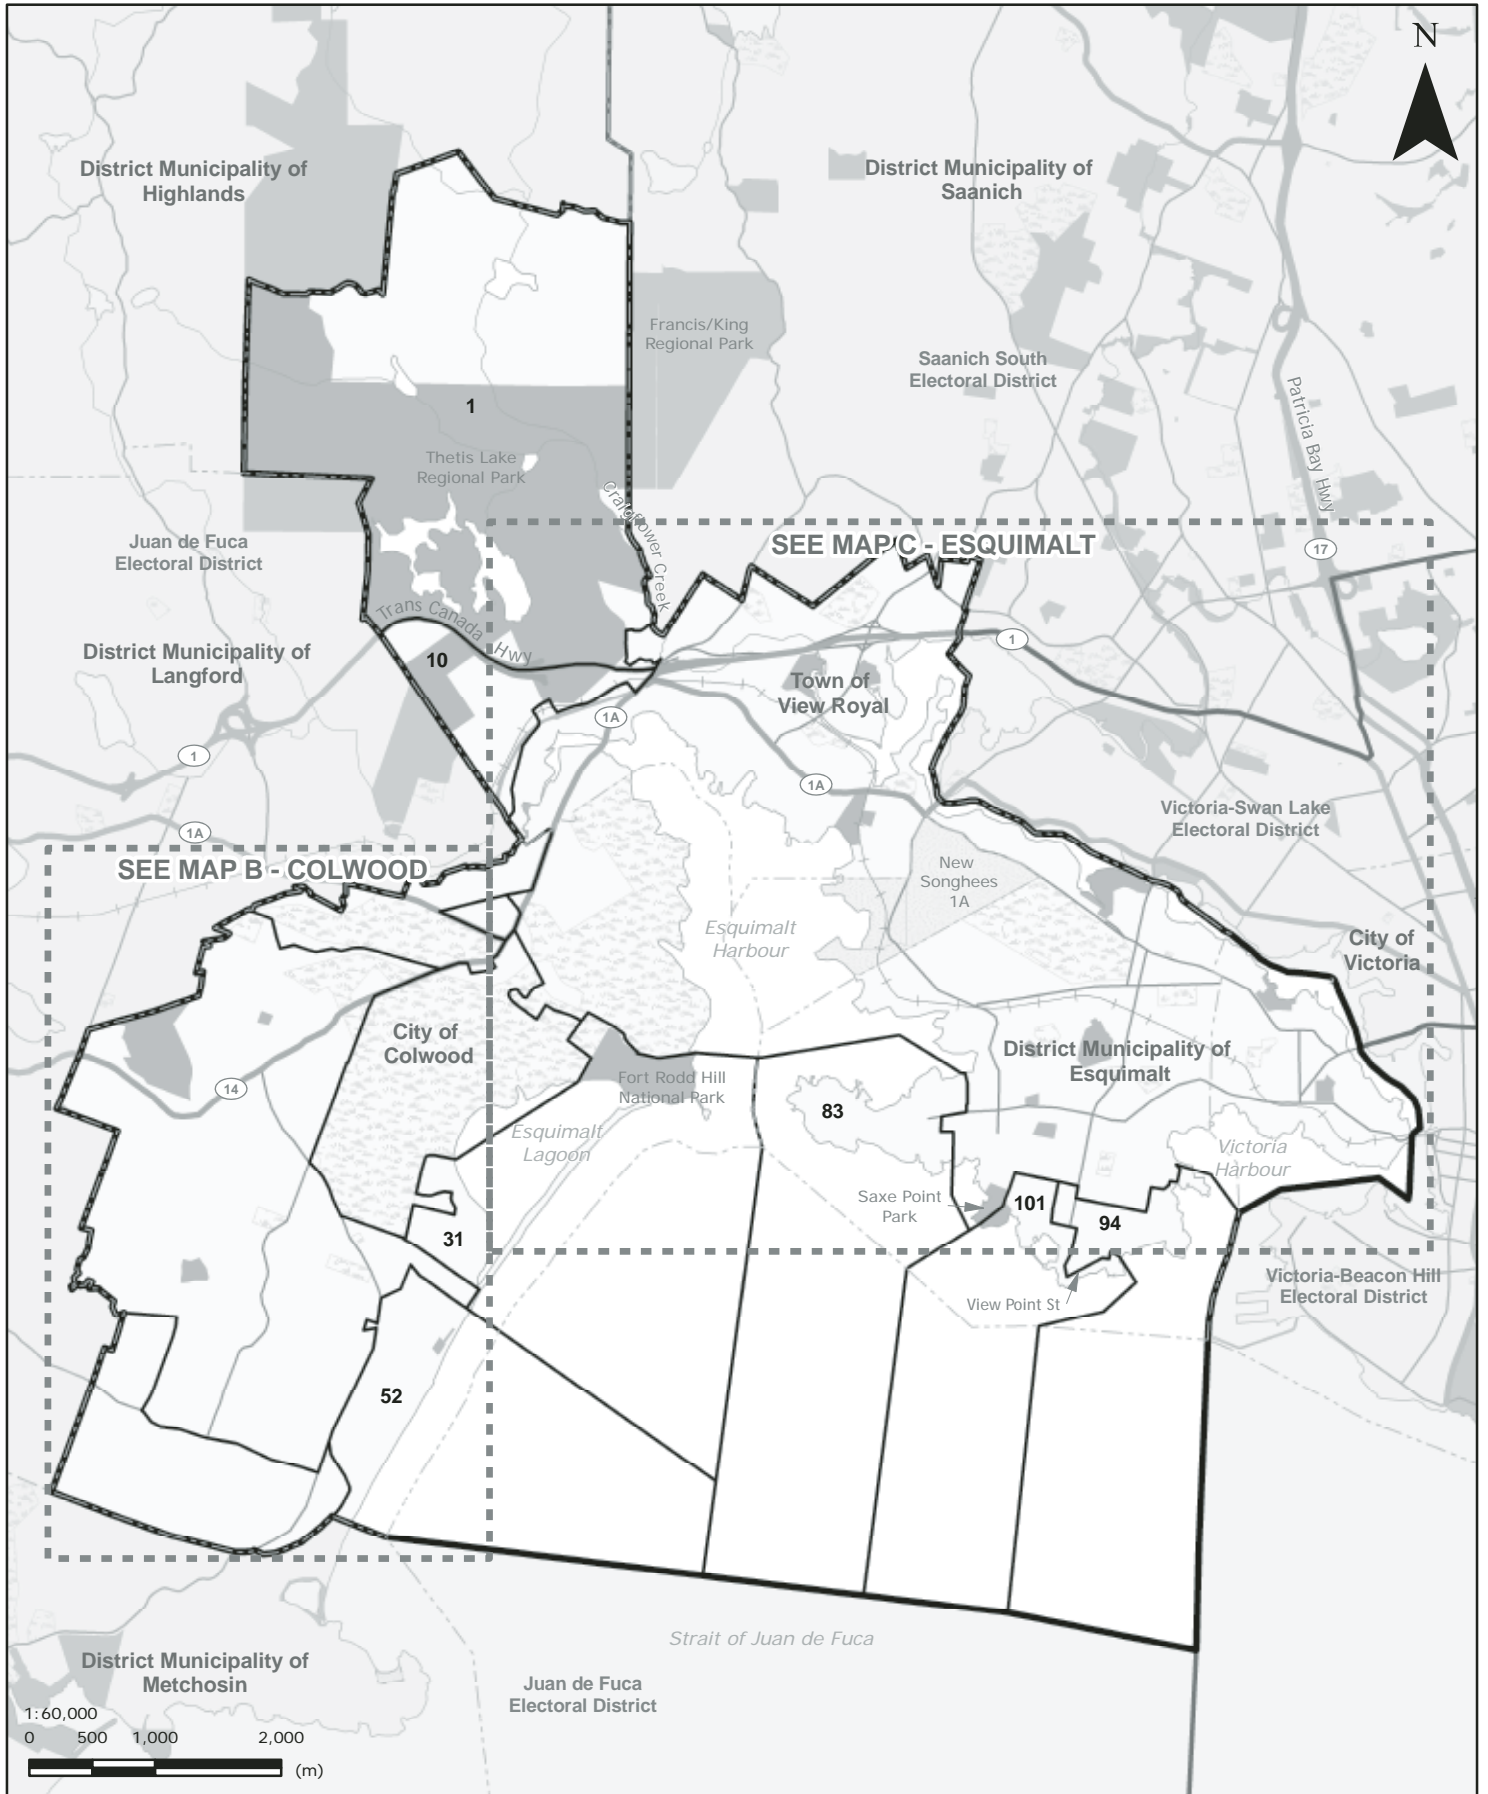 N
District Municipality of
Highlands
District Municipality of
Saanich
Francis/King
Regional Park
Saanich South
Electoral District
Patricia Bay Hwy
1
Thetis Lake
Regional Park
Craigflower Creek
Juan de Fuca
Electoral District
SEE MAP C - ESQUIMALT
17
Trans Canada Hwy
1
District Municipality of
Langford
10
Town of
View Royal
1A
1
1A
1A
Victoria-Swan Lake
Electoral District
SEE MAP B - COLWOOD
New
Songhees
1A
Esquimalt
Harbour
City of
Victoria
City of
Colwood
District Municipality of
Esquimalt
14
Fort Rodd Hill
National Park
83
Esquimalt
Lagoon
Victoria
Harbour
Saxe Point
Park
101
94
31
View Point St
Victoria-Beacon Hill
Electoral District
52
Strait of Juan de Fuca
District Municipality of
Metchosin
Juan de Fuca
Electoral District
1:60,000
0 500 1,000 2,000
(m)